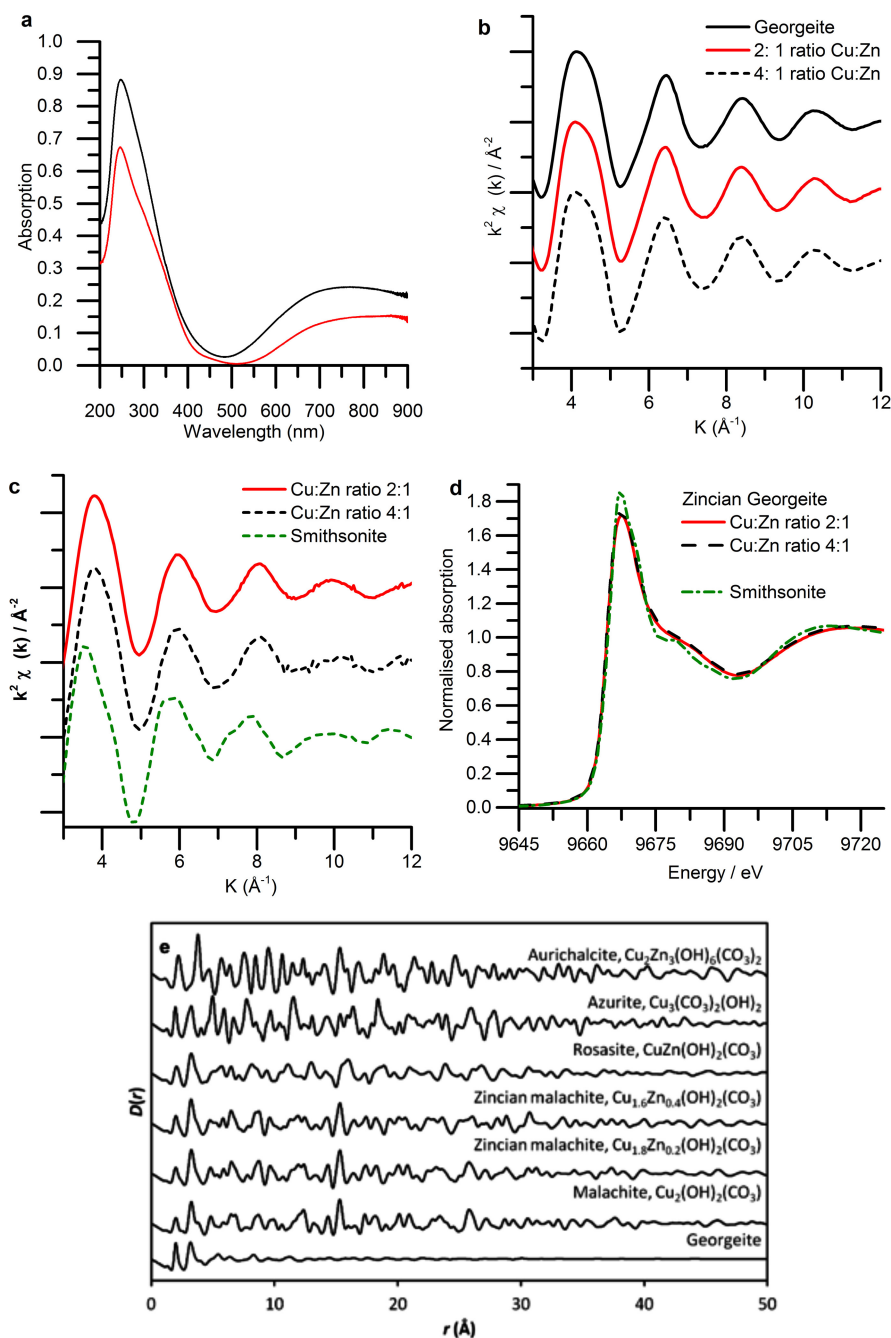 a
1.0
0.9
0.8
0.7
0.6
0.5
0.4
0.3
0.2
0.1
0.0
Absorption
200 300 400 500 600 700 800 900
Wavelength (nm)
b
Georgeite
2: 1 ratio Cu:Zn
4: 1 ratio Cu:Zn
k² χ (k) / Å⁻²
4 6 8 10 12
K (Å⁻¹)
c
Cu:Zn ratio 2:1
Cu:Zn ratio 4:1
Smithsonite
k² χ (k) / Å⁻²
4 6 8 10 12
K (Å⁻¹)
d
Zincian Georgeite
Cu:Zn ratio 2:1
Cu:Zn ratio 4:1
Smithsonite
1.8
1.6
1.4
1.2
1.0
0.8
0.6
0.4
0.2
0.0
Normalised absorption
9645 9660 9675 9690 9705 9720
Energy / eV
e
Aurichalcite, Cu₂Zn₃(OH)₆(CO₃)₂
Azurite, Cu₃(CO₃)₂(OH)₂
Rosasite, CuZn(OH)₂(CO₃)
Zincian malachite, Cu₁.₆Zn₀.₄(OH)₂(CO₃)
Zincian malachite, Cu₁.₈Zn₀.₂(OH)₂(CO₃)
Malachite, Cu₂(OH)₂(CO₃)
Georgeite
D(r)
0 10 20 30 40 50
r (Å)